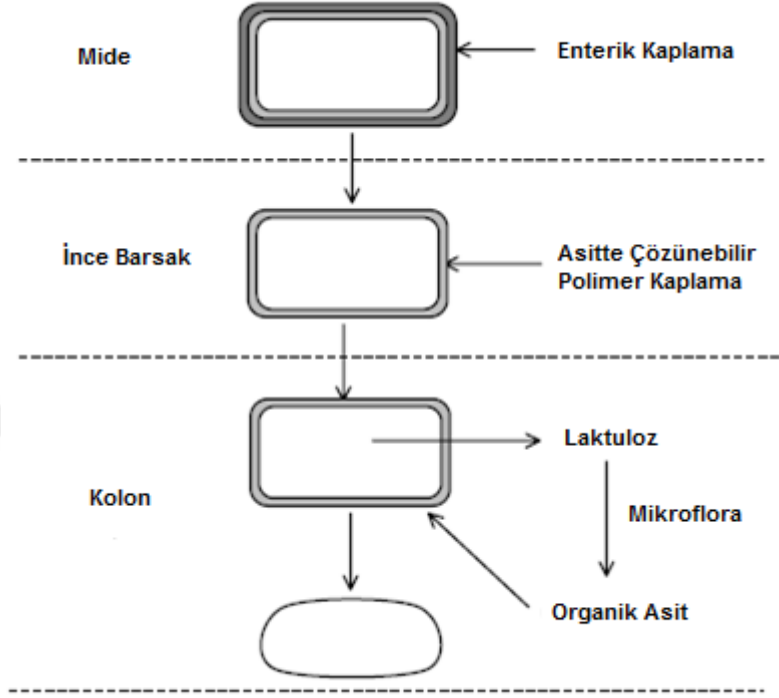 Mide
Enterik Kaplama
İnce Barsak
Asitte Çözünebilir
Polimer Kaplama
Laktuloz
Kolon
Mikroflora
Organik Asit